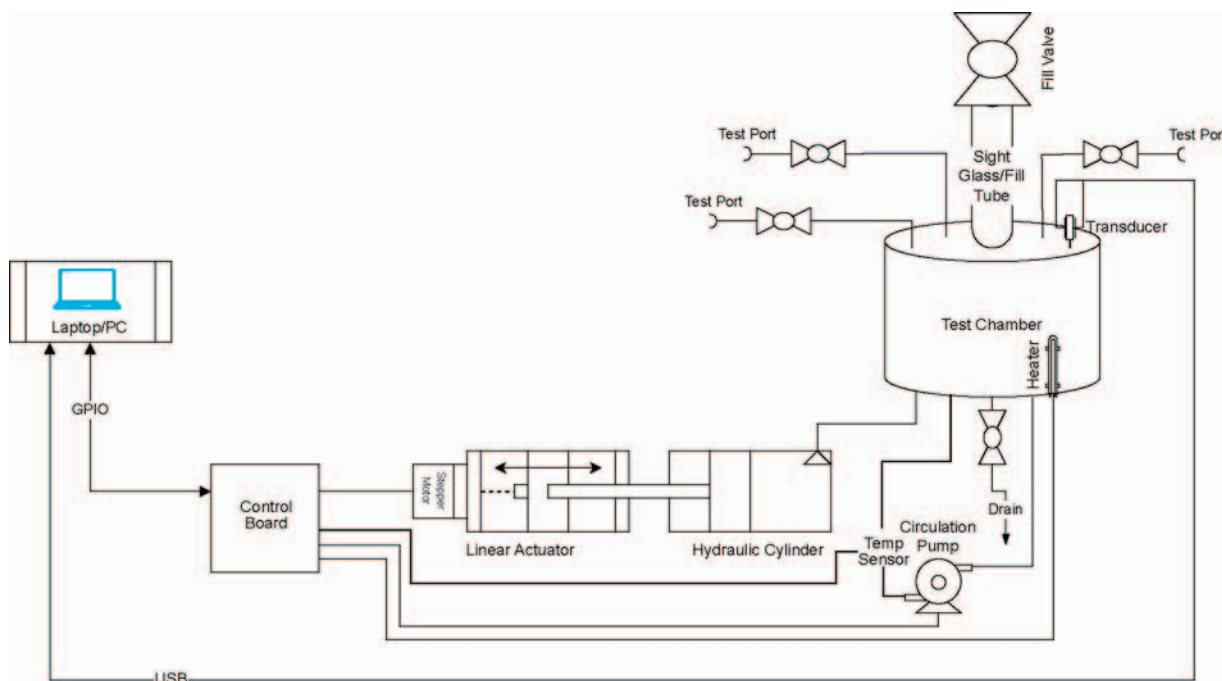 Fill Valve
Test Port
Test Port
Sight
Glass/Fill
Tube
Test Port
Transducer
Laptop/PC
Test Chamber
Heater
GPIO
Control
Board
Stepper
Motor
Linear Actuator
Hydraulic Cylinder
Temp
Sensor
Circulation
Pump
Drain
USB